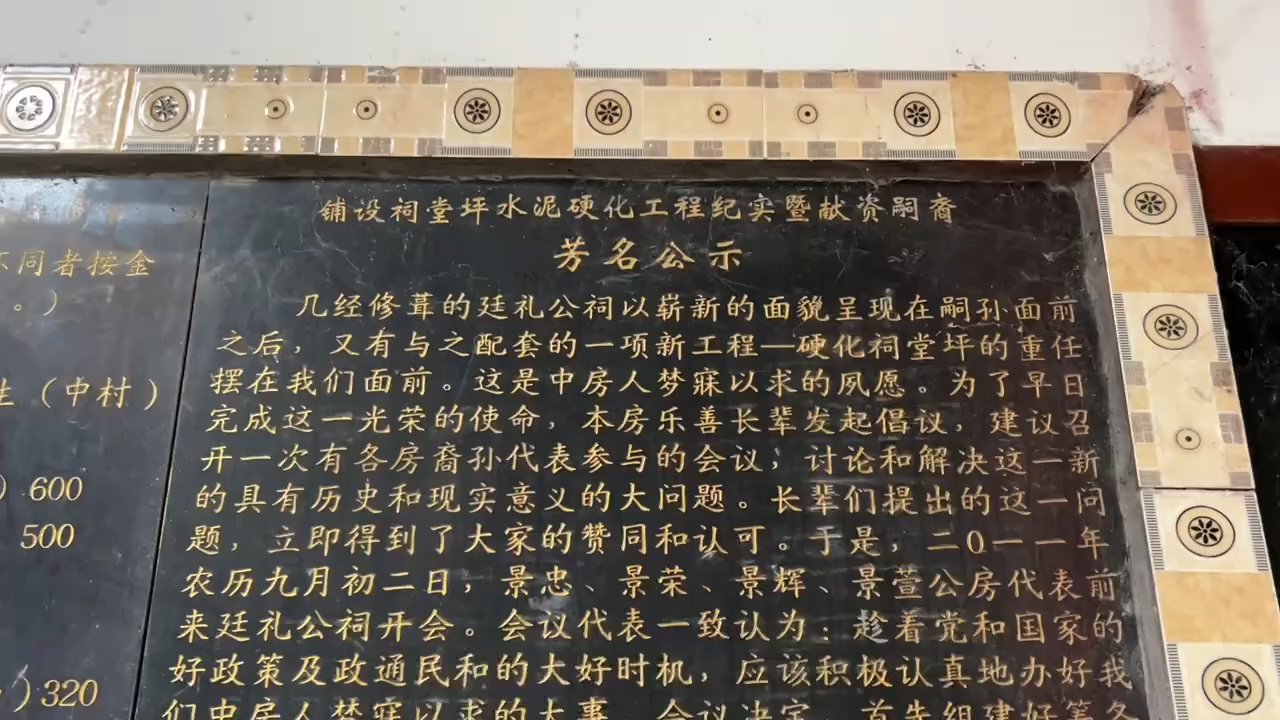 不同者按金
。）
生（中村）
）600
500
）320
铺设祠堂坪水泥硬化工程纪实暨献资嗣裔
芳名公示
几经修葺的廷礼公祠以崭新的面貌呈现在嗣孙面前
之后，又有与之配套的一项新工程—硬化祠堂坪的重任
摆在我们面前。这是中房人梦寐以求的夙愿。为了早日
完成这一光荣的使命，本房乐善长辈发起倡议，建议召
开一次有各房裔孙代表参与的会议，讨论和解决这一新
的具有历史和现实意义的大问题。长辈们提出的这一问
题，立即得到了大家的赞同和认可。于是，二0一一年
农历九月初二日，景忠、景荣、景辉、景萱公房代表前
来廷礼公祠开会。会议代表一致认为：趁着党和国家的
好政策及政通民和的大好时机，应该积极认真地办好我
们中房人梦寐以求的大事。会议决定，首先组建好筹备